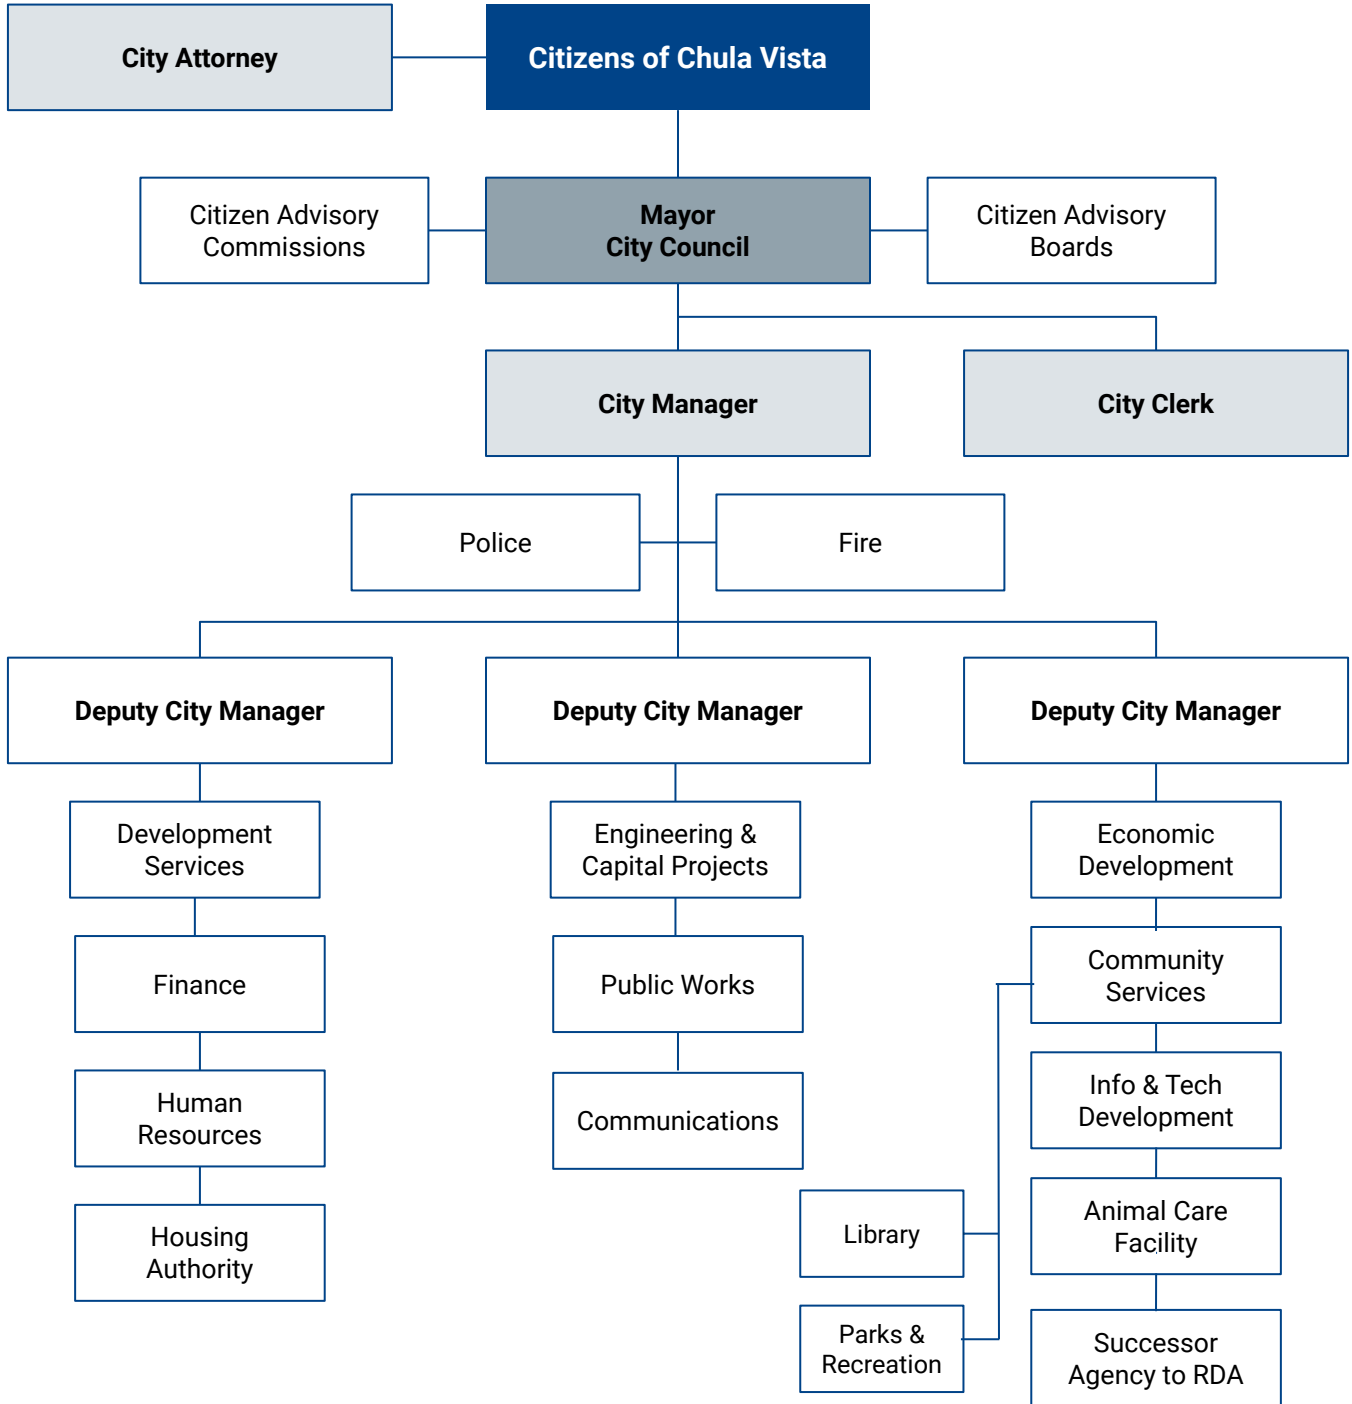 City Attorney
Citizens of Chula Vista
Citizen Advisory
Commissions
Mayor
City Council
Citizen Advisory
Boards
City Manager
City Clerk
Police
Fire
Deputy City Manager
Deputy City Manager
Deputy City Manager
Development
Services
Engineering &
Capital Projects
Economic
Development
Finance
Public Works
Community
Services
Human
Resources
Communications
Info & Tech
Development
Housing
Authority
Library
Animal Care
Facility
Parks &
Recreation
Successor
Agency to RDA